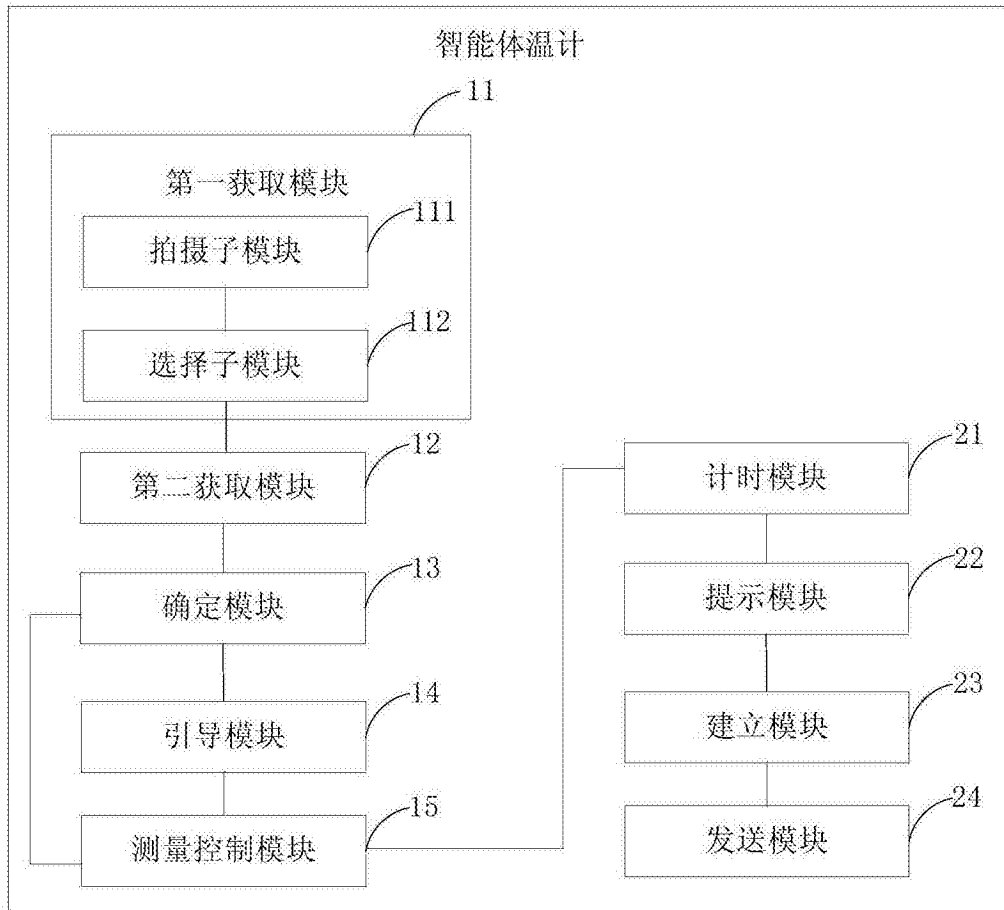 智能体温计
11
第一获取模块
111
拍摄子模块
112
选择子模块
12
第二获取模块
13
确定模块
14
引导模块
15
测量控制模块
21
计时模块
22
提示模块
23
建立模块
24
发送模块